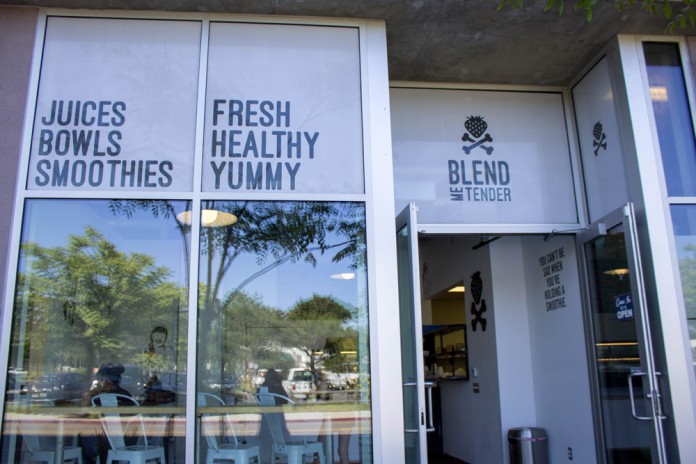 JUICES
BOWLS
SMOOTHIES
FRESH
HEALTHY
YUMMY
BLEND
ME TENDER
YOU CAN'T BE
SAD WHEN
YOU'RE
HOLDING A
SMOOTHIE
OPEN